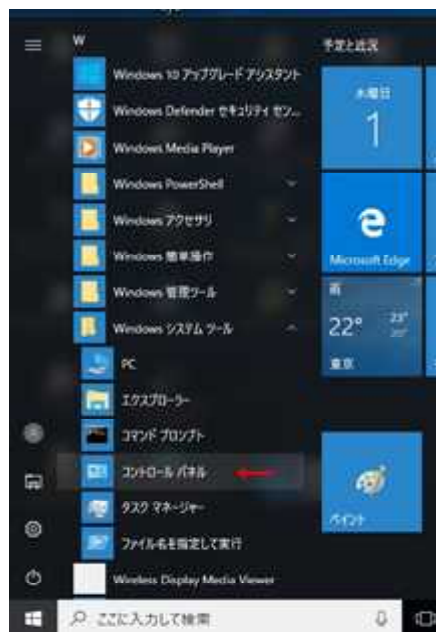 W
Windows 10 アップグレード アシスタント
Windows Defender セキュリティ セン...
Windows Media Player
Windows PowerShell
Windows アクセサリ
Windows 簡単操作
Windows 管理ツール
Windows システム ツール
PC
エクスプローラー
コマンド プロンプト
コントロール パネル
タスク マネージャー
ファイル名を指定して実行
Wireless Display Media Viewer
ここに入力して検索
予定と近況
水曜日
1
Microsoft Edge
雨
22°
23°
東京
ペイント